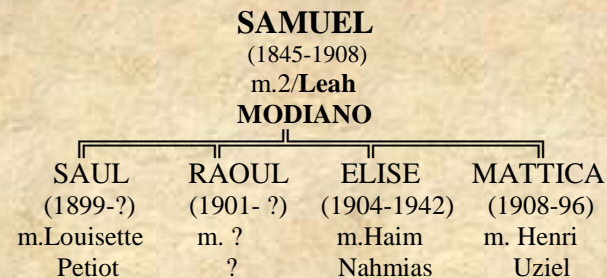 SAMUEL
(1845-1908)
m.2/Leah
MODIANO
SAUL RAOUL ELISE MATTICA
(1899-?) (1901- ?) (1904-1942) (1908-96)
m.Louisette m. ? m.Haim m. Henri
Petiot ? Nahmias Uziel